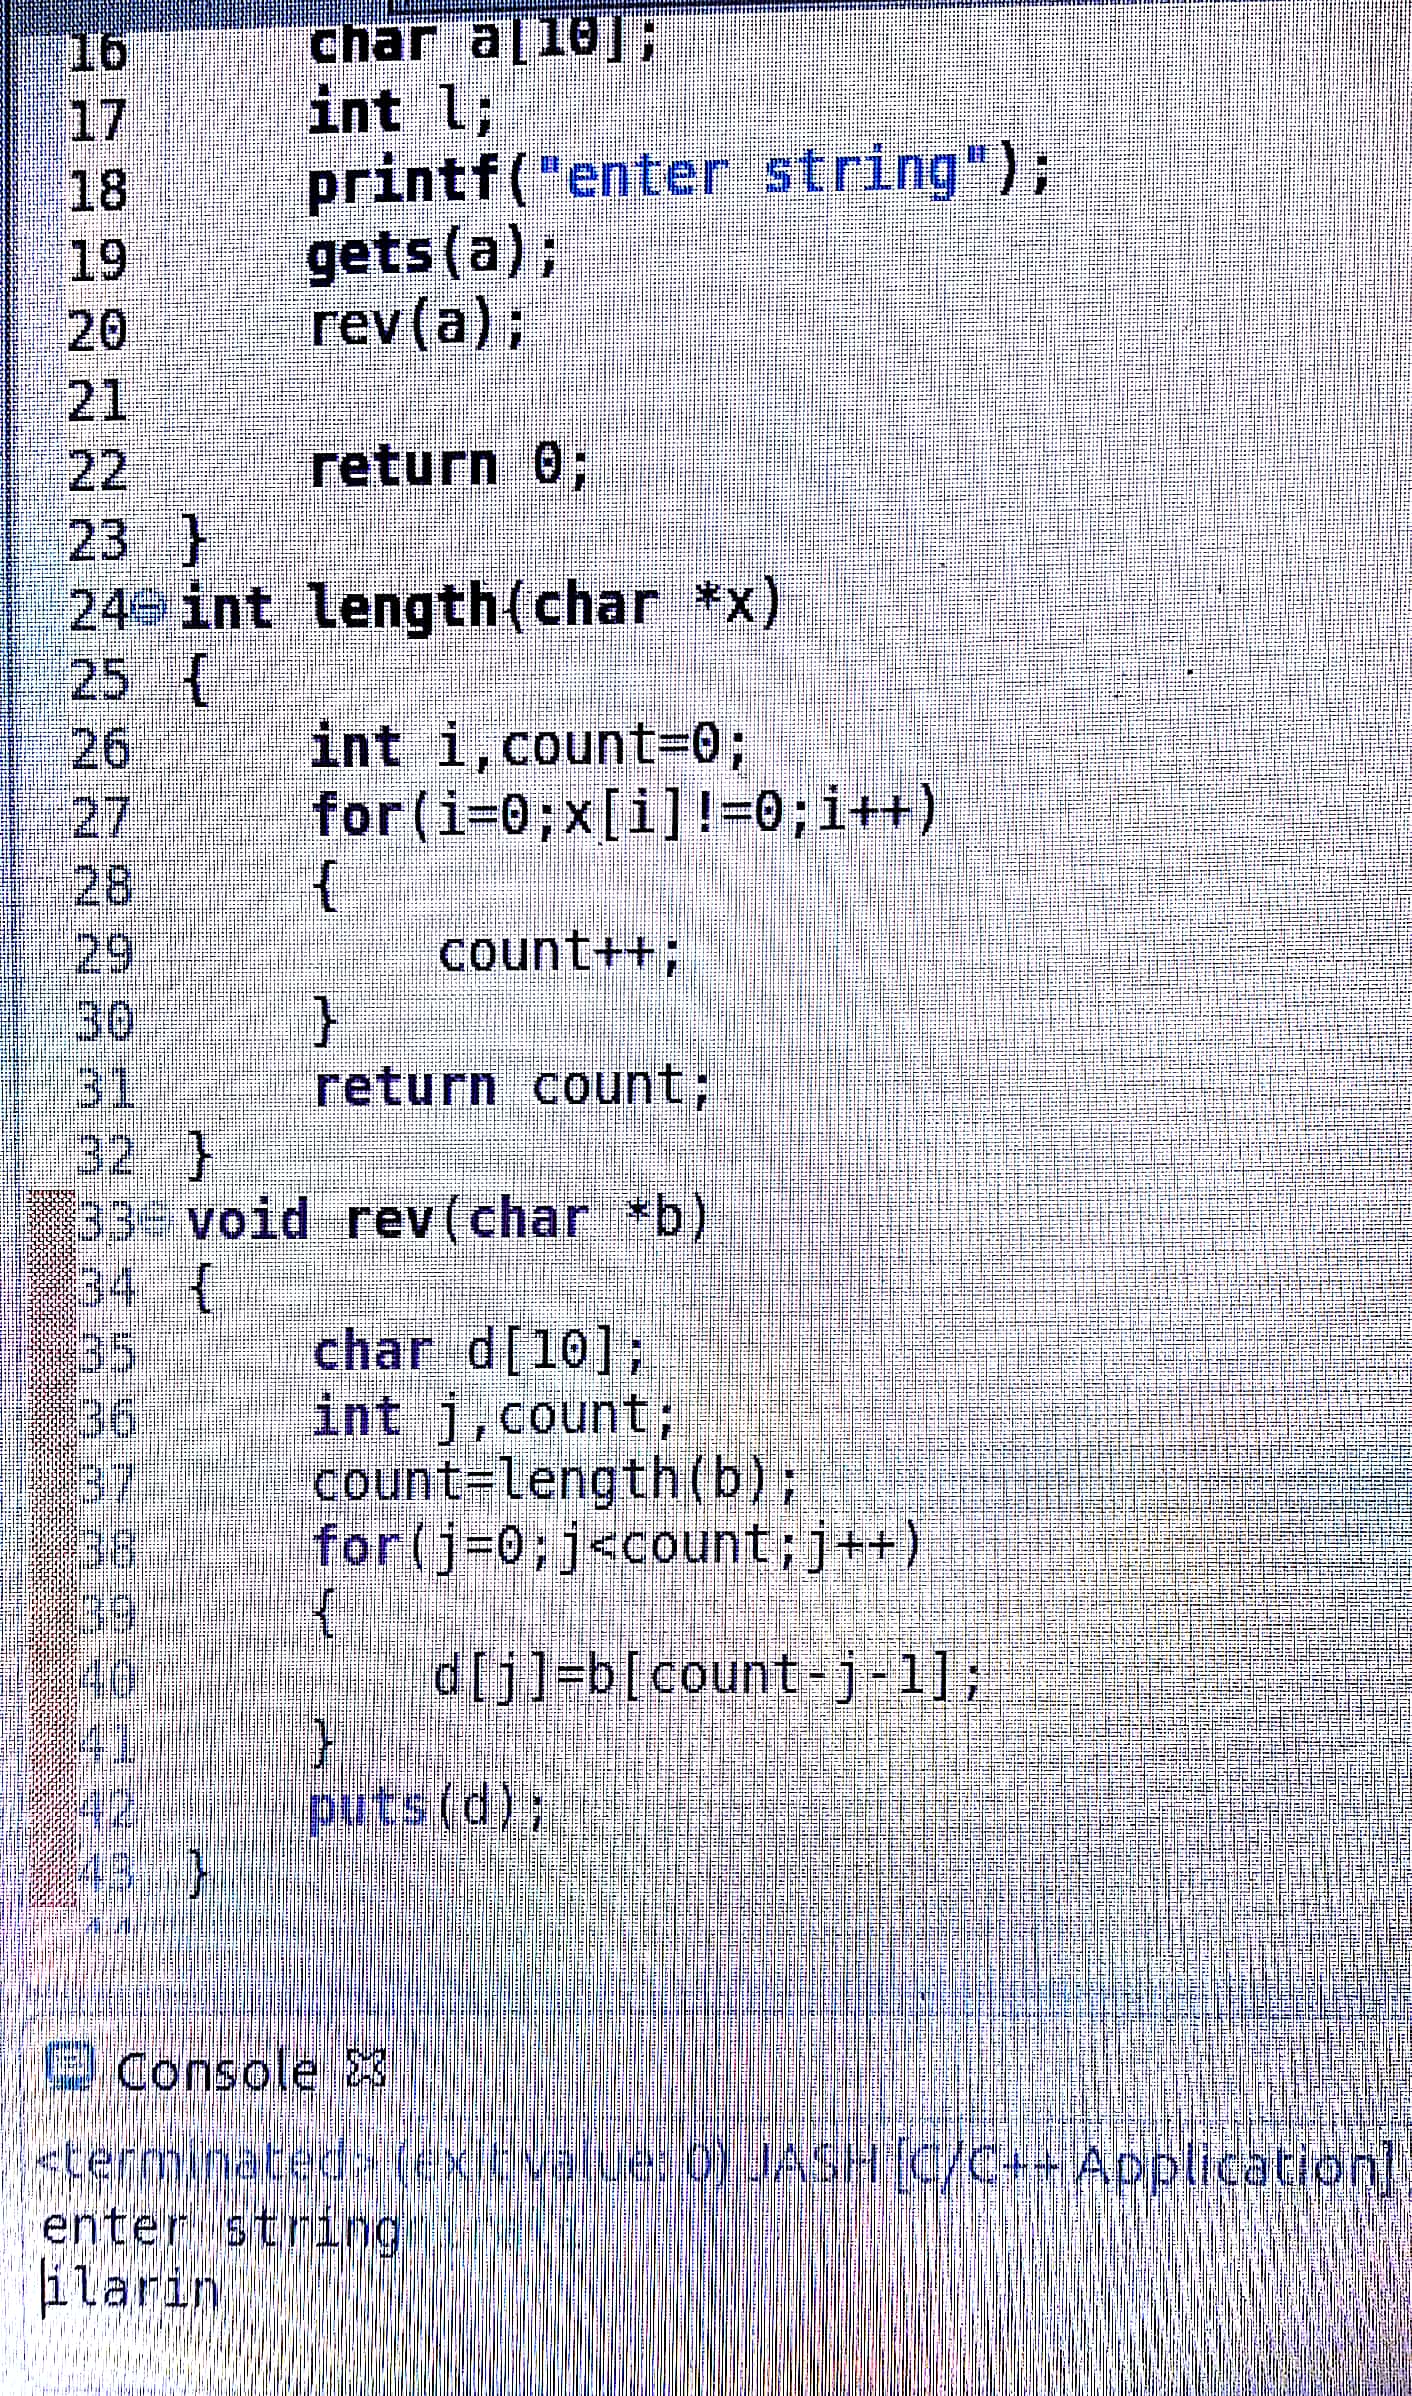 16 char a[10];
17 int l;
18 printf("enter string");
19 gets(a);
20 rev(a);
21
22 return 0;
23 }
24 int length(char *x)
25 {
26 int i,count=0;
27 for(i=0;x[i]!=0;i++)
28 {
29 count++;
30 }
31 return count;
32 }
33 void rev(char *b)
34 {
35 char d[10];
36 int j,count;
37 count=length(b);
38 for(j=0;j<count;j++)
39 {
40 d[j]=b[count-j-1];
41 }
42 puts(d);
43 }
44
Console
<terminated> (exit value: 0) JASH [C/C++ Application]
enter string
ilarin